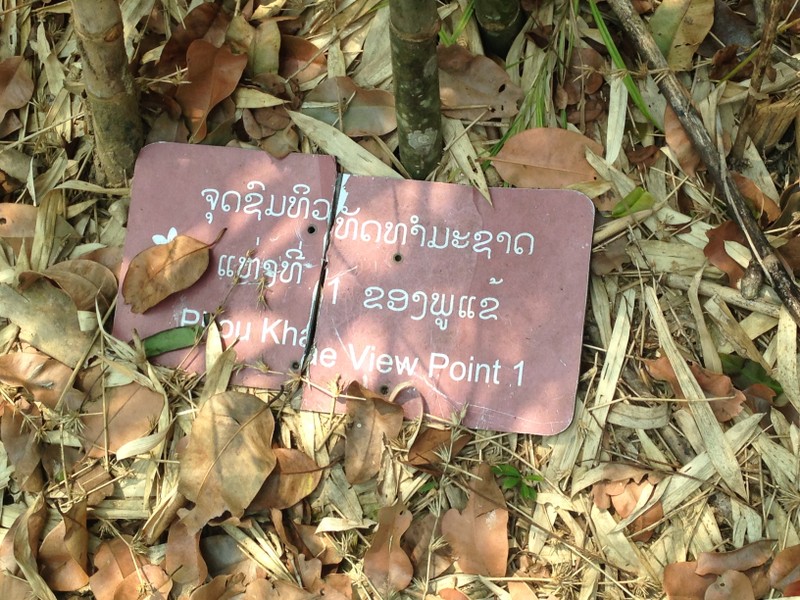 ຈຸດຊົມທິວທັດທຳມະຊາດ
ແຫ່ງທີ່ 1 ຂອງພູແຂ້
Phou Khae View Point 1